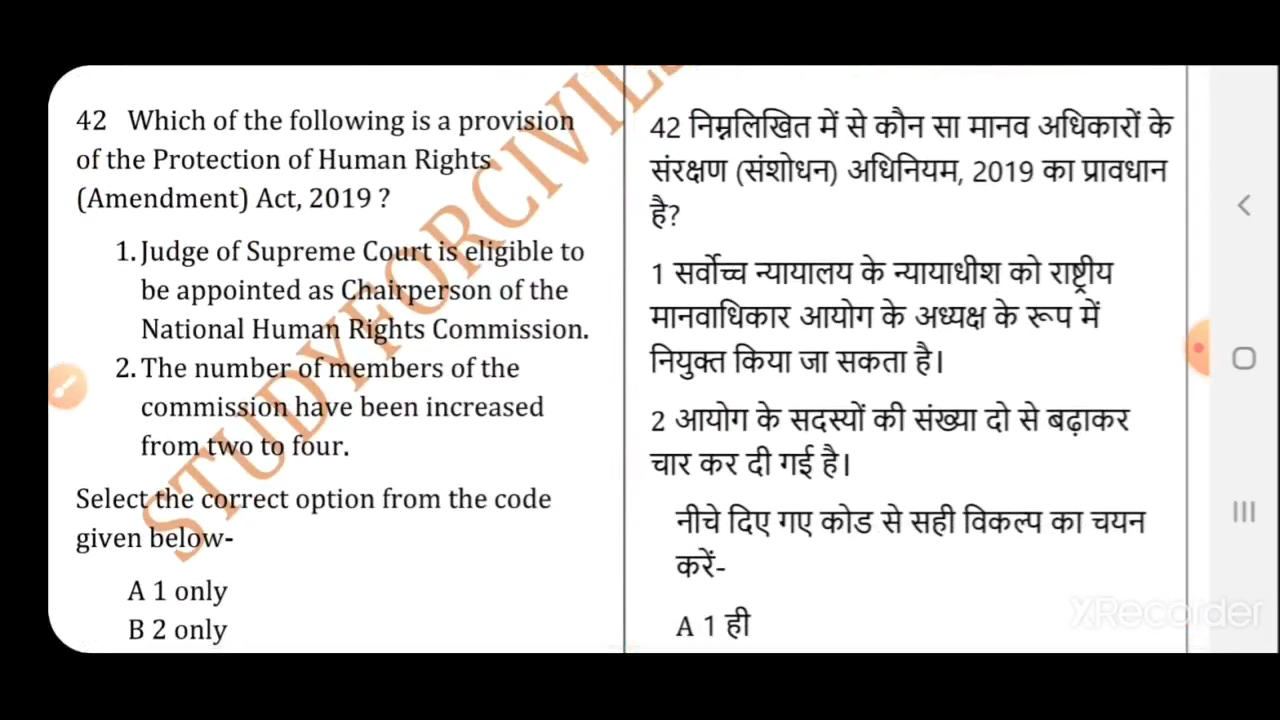 42 Which of the following is a provision
of the Protection of Human Rights
(Amendment) Act, 2019 ?
1. Judge of Supreme Court is eligible to
be appointed as Chairperson of the
National Human Rights Commission.
2. The number of members of the
commission have been increased
from two to four.
Select the correct option from the code
given below-
A 1 only
B 2 only
42 निम्नलिखित में से कौन सा मानव अधिकारों के
संरक्षण (संशोधन) अधिनियम, 2019 का प्रावधान
है?
1 सर्वोच्च न्यायालय के न्यायाधीश को राष्ट्रीय
मानवाधिकार आयोग के अध्यक्ष के रूप में
नियुक्त किया जा सकता है।
2 आयोग के सदस्यों की संख्या दो से बढ़ाकर
चार कर दी गई है।
नीचे दिए गए कोड से सही विकल्प का चयन
करें-
A 1 ही
STUDYFORCIVILS
XRecorder